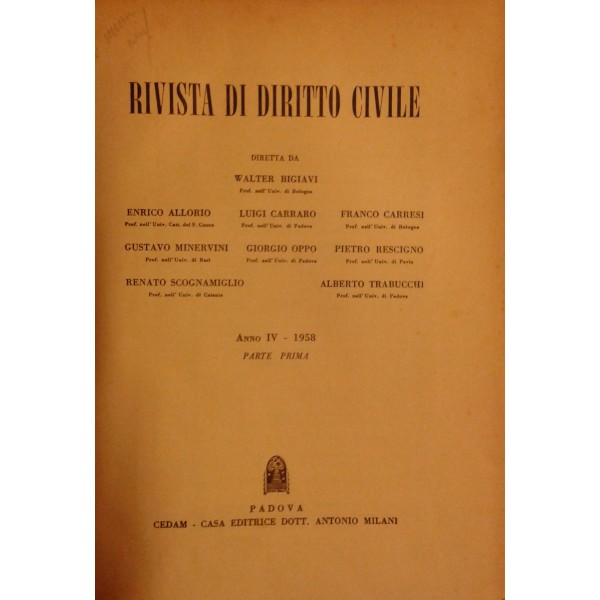 RIVISTA DI DIRITTO CIVILE
DIRETTA DA
WALTER BIGIAVI
Prof. nell'Univ. di Bologna
ENRICO ALLORIO LUIGI CARRARO FRANCO CARRESI
Prof. nell'Univ. Catt. del S. Cuore Prof. nell'Univ. di Padova Prof. nell'Univ. di Bologna
GUSTAVO MINERVINI GIORGIO OPPO PIETRO RESCIGNO
Prof. nell'Univ. di Bari Prof. nell'Univ. di Padova Prof. nell'Univ. di Pavia
RENATO SCOGNAMIGLIO ALBERTO TRABUCCHI
Prof. nell'Univ. di Catania Prof. nell'Univ. di Padova
ANNO IV - 1958
PARTE PRIMA
PADOVA
CEDAM - CASA EDITRICE DOTT. ANTONIO MILANI